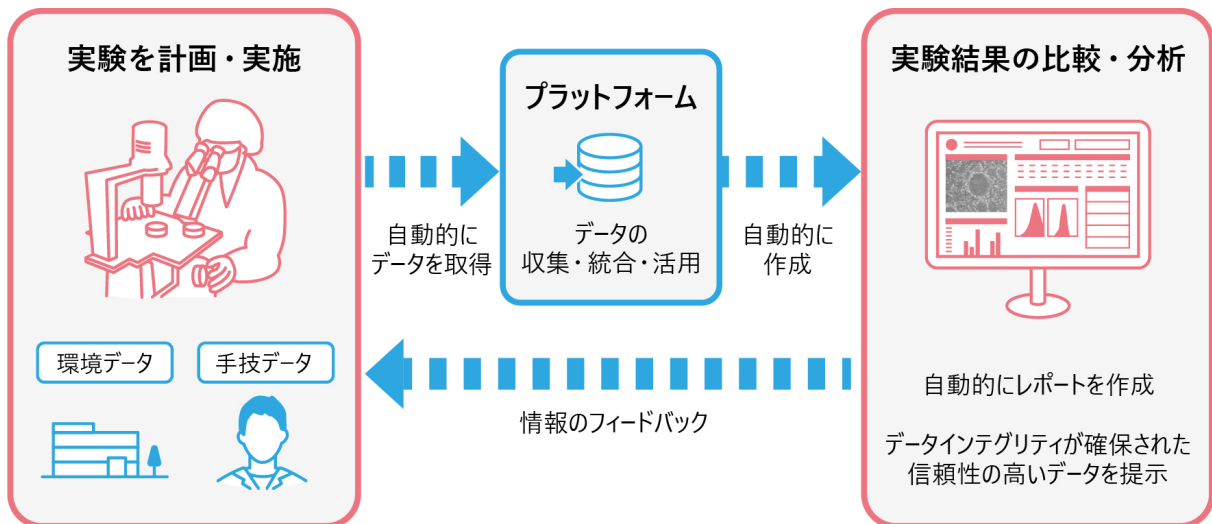 実験を計画・実施
環境データ
手技データ
自動的に
データを取得
プラットフォーム
データの
収集・統合・活用
自動的に
作成
実験結果の比較・分析
自動的にレポートを作成
データインテグリティが確保された
信頼性の高いデータを提示
情報のフィードバック